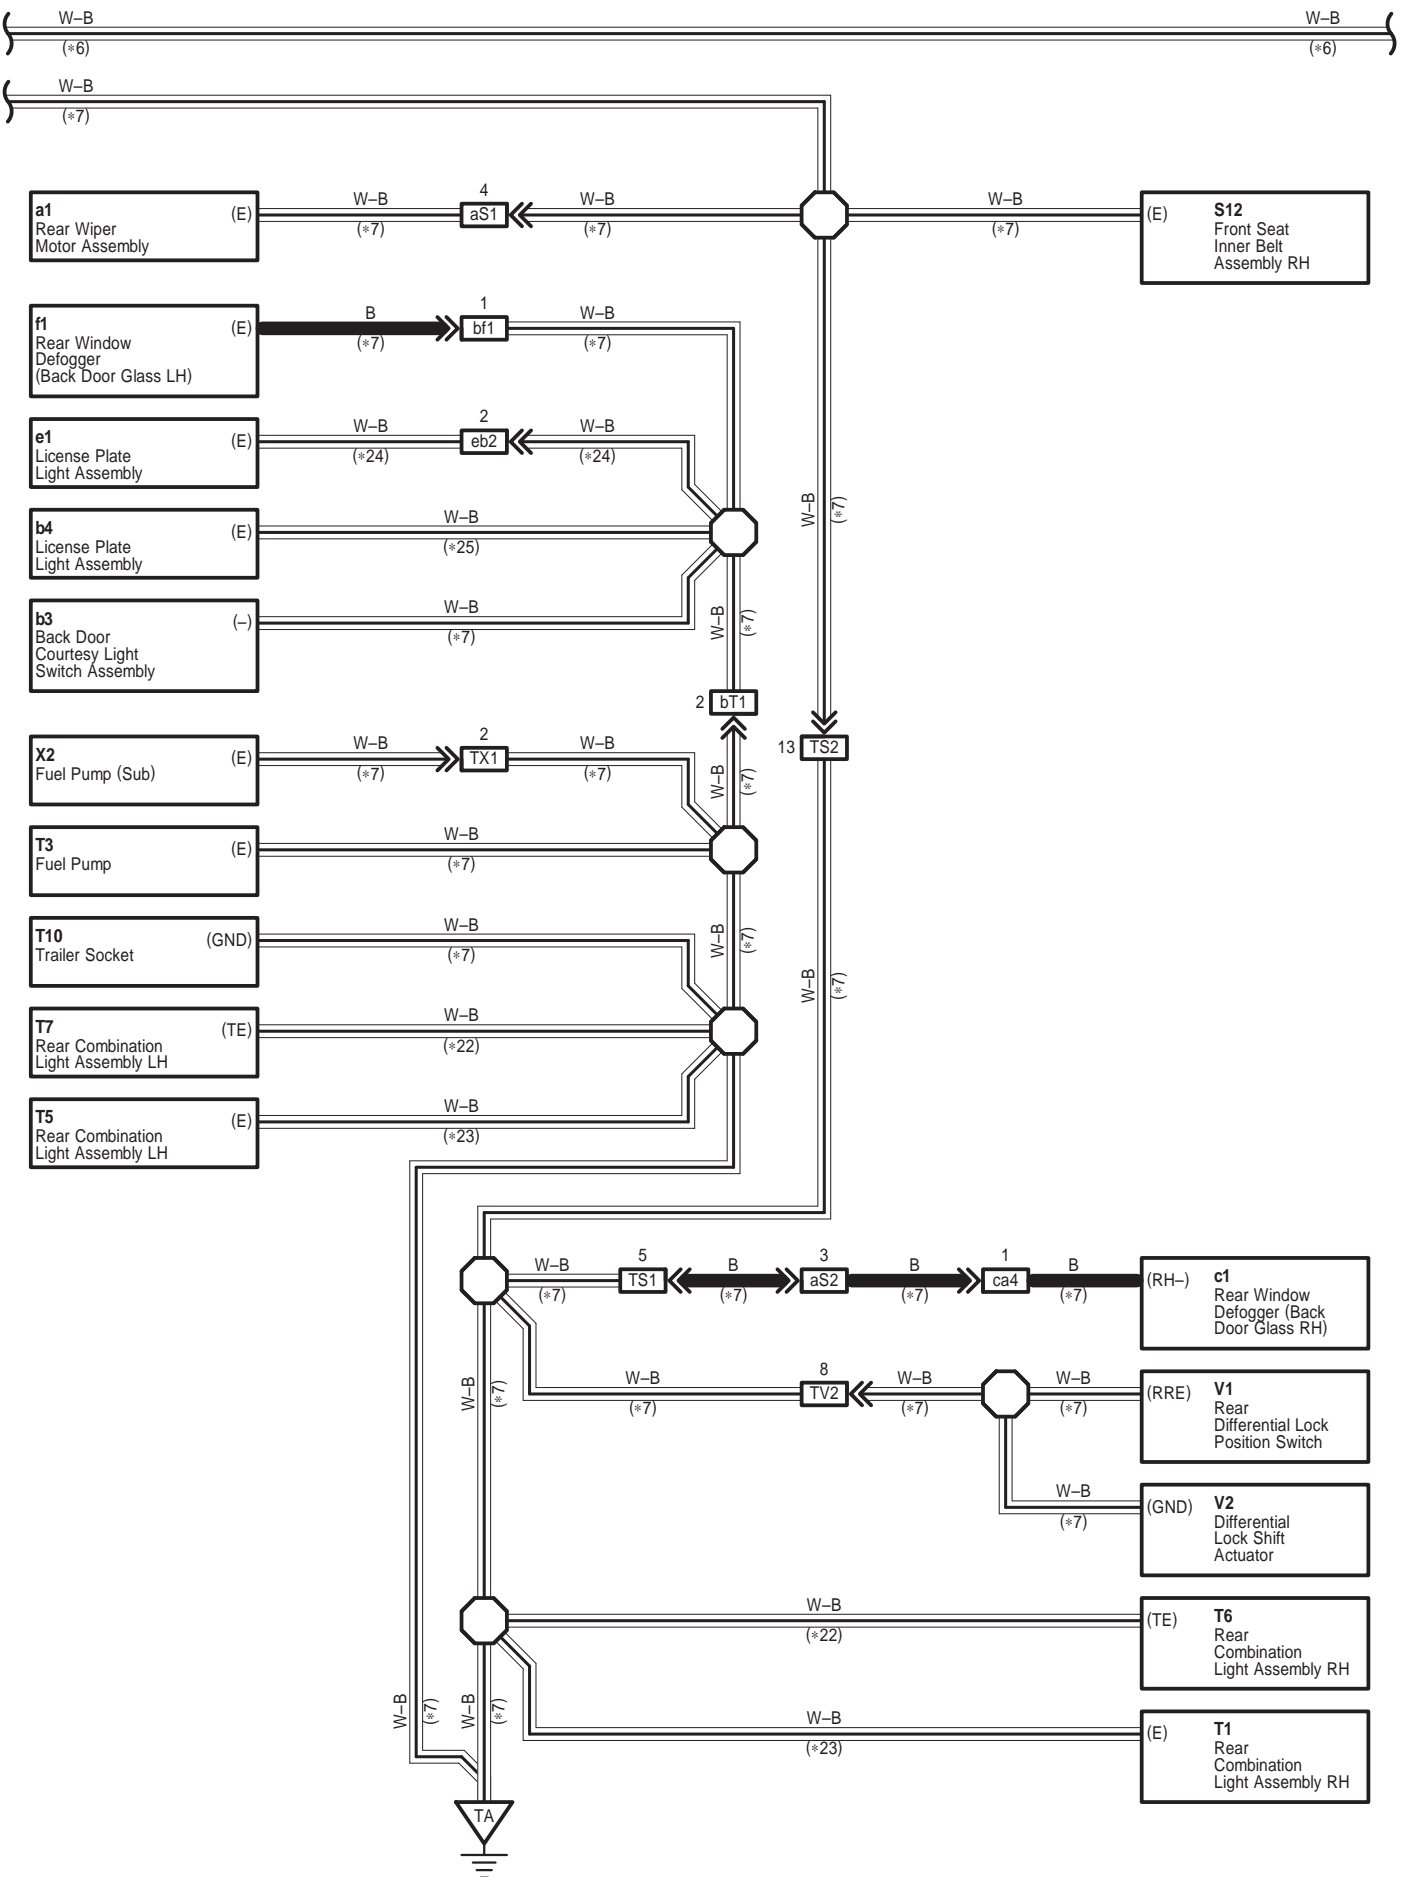 W–B
W–B
(∗6)
(∗6)
W–B
(∗7)
a1
Rear Wiper
Motor Assembly
(E)
W–B
(∗7)
4
aS1
W–B
(∗7)
W–B
(∗7)
(E)
S12
Front Seat
Inner Belt
Assembly RH
f1
Rear Window
Defogger
(Back Door Glass LH)
(E)
B
(∗7)
1
bf1
W–B
(∗7)
e1
License Plate
Light Assembly
(E)
W–B
(∗24)
2
eb2
W–B
(∗24)
W–B
(∗7)
b4
License Plate
Light Assembly
(E)
W–B
(∗25)
b3
Back Door
Courtesy Light
Switch Assembly
(–)
W–B
(∗7)
W–B
(∗7)
2
bT1
13
TS2
X2
Fuel Pump (Sub)
(E)
W–B
(∗7)
2
TX1
W–B
(∗7)
W–B
(∗7)
T3
Fuel Pump
(E)
W–B
(∗7)
T10
Trailer Socket
(GND)
W–B
(∗7)
W–B
(∗7)
W–B
(∗7)
T7
Rear Combination
Light Assembly LH
(TE)
W–B
(∗22)
T5
Rear Combination
Light Assembly LH
(E)
W–B
(∗23)
W–B
(∗7)
5
TS1
B
(∗7)
3
aS2
B
(∗7)
1
ca4
B
(∗7)
(RH–)
c1
Rear Window
Defogger (Back
Door Glass RH)
W–B
(∗7)
W–B
(∗7)
8
TV2
W–B
(∗7)
W–B
(∗7)
(RRE)
V1
Rear
Differential Lock
Position Switch
W–B
(∗7)
(GND)
V2
Differential
Lock Shift
Actuator
W–B
(∗22)
(TE)
T6
Rear
Combination
Light Assembly RH
W–B
(∗7)
W–B
(∗7)
W–B
(∗23)
(E)
T1
Rear
Combination
Light Assembly RH
TA